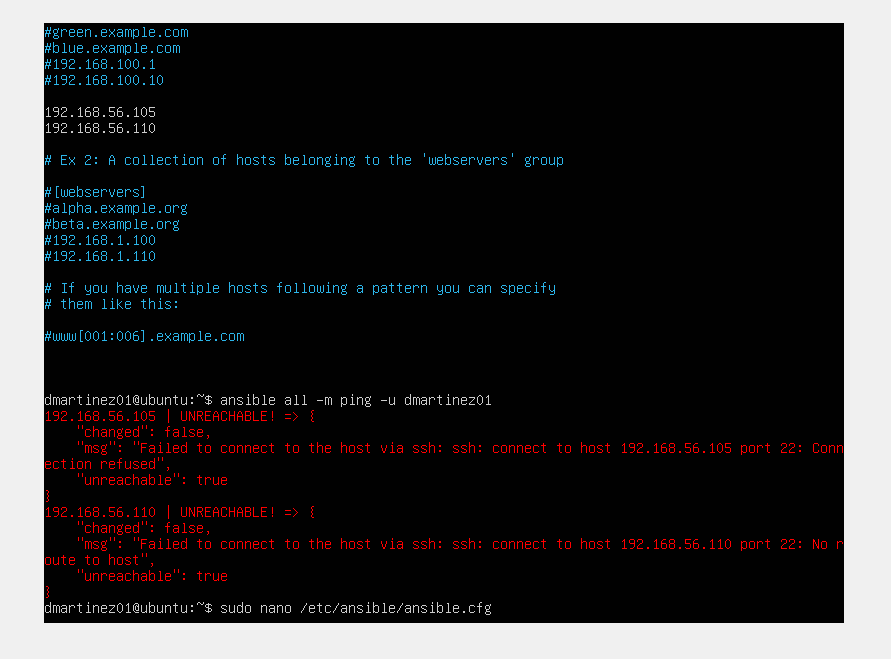 #green.example.com
#blue.example.com
#192.168.100.1
#192.168.100.10
192.168.56.105
192.168.56.110
# Ex 2: A collection of hosts belonging to the 'webservers' group
#[webservers]
#alpha.example.org
#beta.example.org
#192.168.1.100
#192.168.1.110
# If you have multiple hosts following a pattern you can specify
# them like this:
#www[001:006].example.com
dmartinez01@ubuntu:~$ ansible all -m ping -u dmartinez01
192.168.56.105 | UNREACHABLE! => {
    "changed": false,
    "msg": "Failed to connect to the host via ssh: ssh: connect to host 192.168.56.105 port 22: Conn
ection refused",
    "unreachable": true
}
192.168.56.110 | UNREACHABLE! => {
    "changed": false,
    "msg": "Failed to connect to the host via ssh: ssh: connect to host 192.168.56.110 port 22: No r
oute to host",
    "unreachable": true
}
dmartinez01@ubuntu:~$ sudo nano /etc/ansible/ansible.cfg